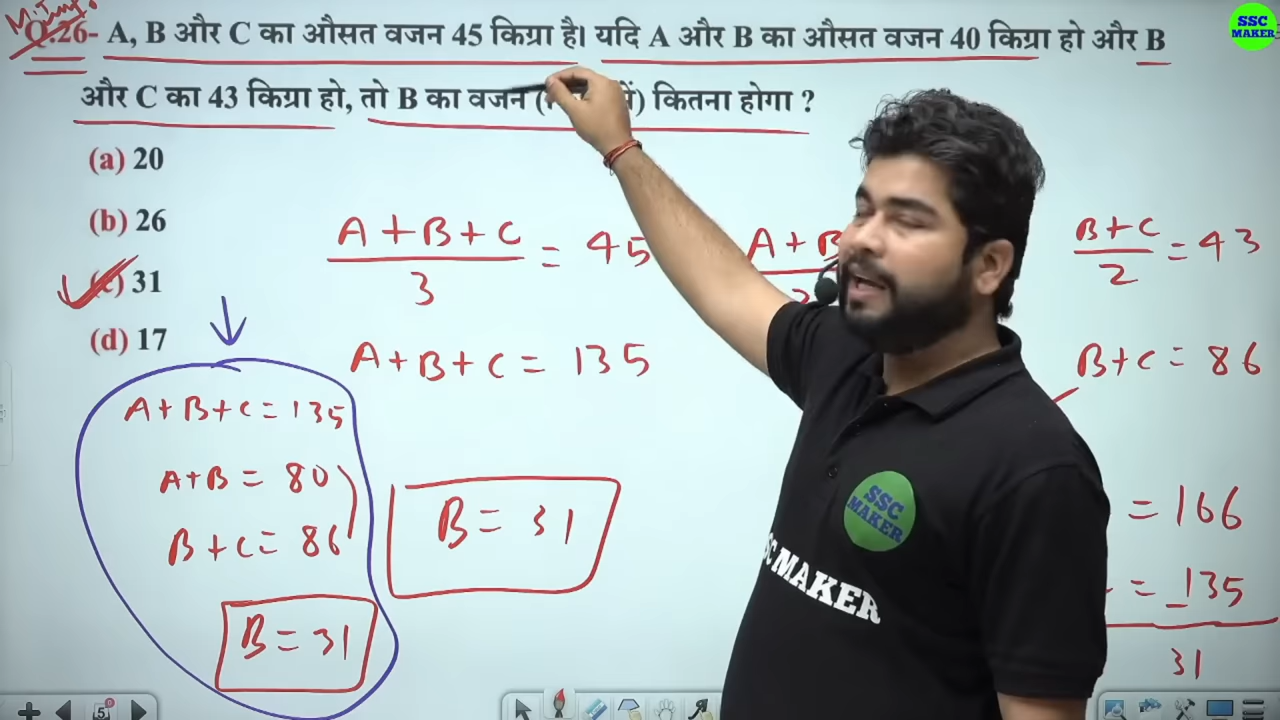 M. Imp.
Q.26- A, B और C का औसत वजन 45 किग्रा है। यदि A और B का औसत वजन 40 किग्रा हो और B
और C का 43 किग्रा हो, तो B का वजन ( ) कितना होगा ?
(a) 20
(b) 26
(c) 31
(d) 17
A+B+C/3 = 45
A+B
B+C/2 = 43
A+B+C = 135
B+C = 86
A+B+C = 135
A+B = 80
B+C = 86
B = 31
B = 31
= 166
= 135
31
SSC MAKER
SSC MAKER
SC MAKER
5